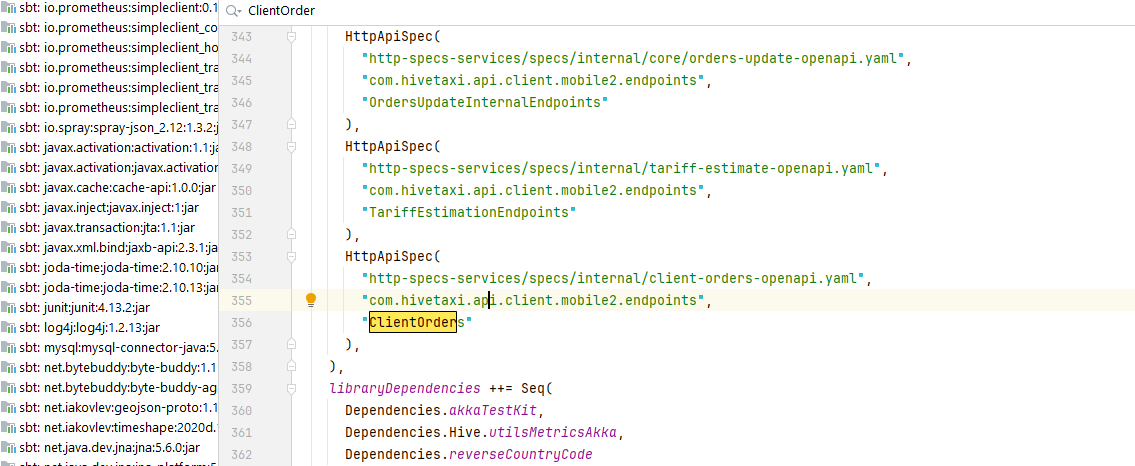 sbt: io.prometheus:simpleclient:0.1
sbt: io.prometheus:simpleclient_co
sbt: io.prometheus:simpleclient_ho
sbt: io.prometheus:simpleclient_tra
sbt: io.prometheus:simpleclient_tra
sbt: io.prometheus:simpleclient_tra
sbt: io.spray:spray-json_2.12:1.3.2:j
sbt: javax.activation:activation:1.1:ja
sbt: javax.activation:javax.activation
sbt: javax.cache:cache-api:1.0.0:jar
sbt: javax.inject:javax.inject:1:jar
sbt: javax.transaction:jta:1.1:jar
sbt: javax.xml.bind:jaxb-api:2.3.1:ja
sbt: joda-time:joda-time:2.10.10:jar
sbt: joda-time:joda-time:2.10.13:jar
sbt: junit:junit:4.13.2:jar
sbt: log4j:log4j:1.2.13:jar
sbt: mysql:mysql-connector-java:5.
sbt: net.bytebuddy:byte-buddy:1.1
sbt: net.bytebuddy:byte-buddy-ag
sbt: net.iakovlev:geojson-proto:1.1
sbt: net.iakovlev:timeshape:2020d.
sbt: net.java.dev.jna:jna:5.6.0:jar
ClientOrder
343 HttpApiSpec(
344 "http-specs-services/specs/internal/core/orders-update-openapi.yaml",
345 "com.hivetaxi.api.client.mobile2.endpoints",
346 "OrdersUpdateInternalEndpoints"
347 ),
348 HttpApiSpec(
349 "http-specs-services/specs/internal/tariff-estimate-openapi.yaml",
350 "com.hivetaxi.api.client.mobile2.endpoints",
351 "TariffEstimationEndpoints"
352 ),
353 HttpApiSpec(
354 "http-specs-services/specs/internal/client-orders-openapi.yaml",
355 "com.hivetaxi.api.client.mobile2.endpoints",
356 "ClientOrders"
357 ),
358 ),
359 libraryDependencies ++= Seq(
360 Dependencies.akkaTestKit,
361 Dependencies.Hive.utilsMetricsAkka,
362 Dependencies.reverseCountryCode